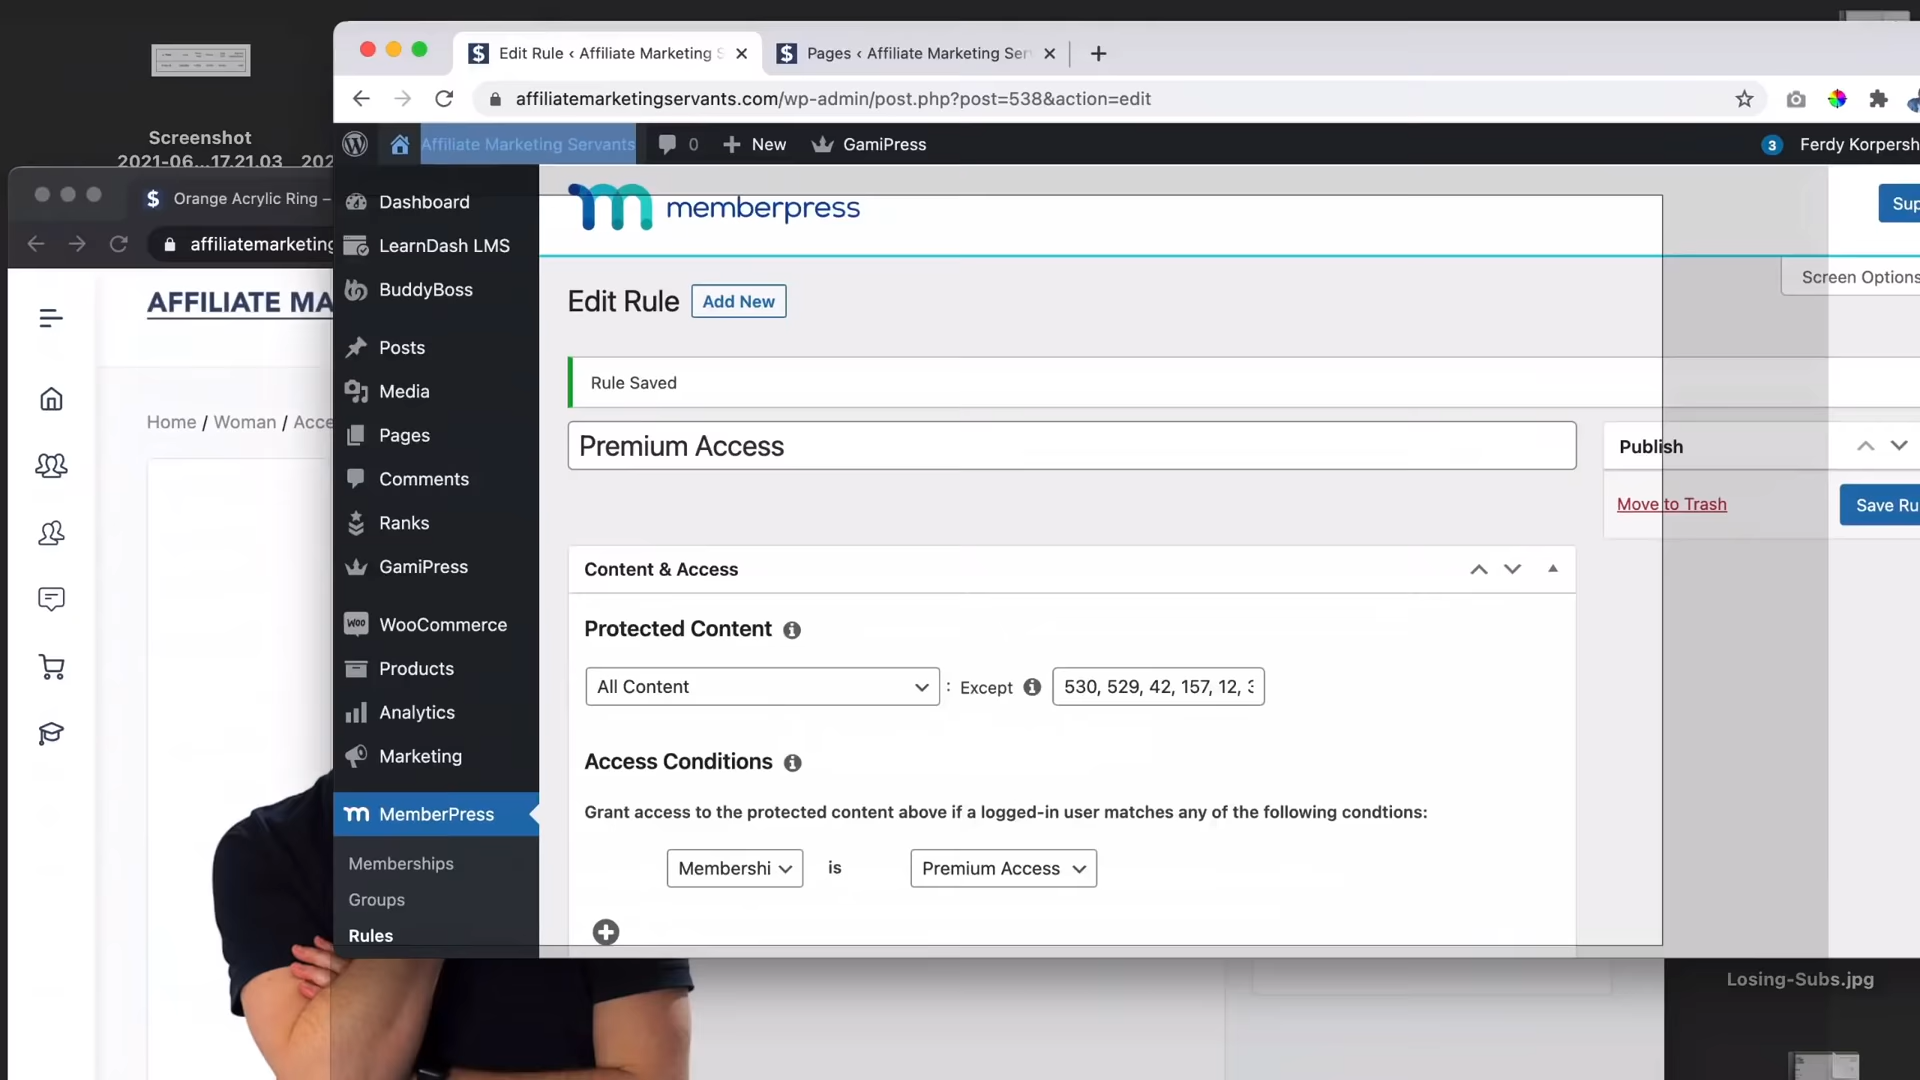 Screenshot
2021-06...17.21.03
Edit Rule ‹ Affiliate Marketing S
Pages ‹ Affiliate Marketing Ser
affiliatemarketingservants.com/wp-admin/post.php?post=538&action=edit
Affiliate Marketing Servants
0
New
GamiPress
3
Ferdy Korpersh
Orange Acrylic Ring –
affiliatemarketing
AFFILIATE MA
Home / Woman / Acce
Dashboard
LearnDash LMS
BuddyBoss
Posts
Media
Pages
Comments
Ranks
GamiPress
WooCommerce
Products
Analytics
Marketing
MemberPress
Memberships
Groups
Rules
memberpress
Sup
Screen Options
Edit Rule
Add New
Rule Saved
Premium Access
Publish
Move to Trash
Save Ru
Content & Access
Protected Content
All Content
: Except
530, 529, 42, 157, 12, 3
Access Conditions
Grant access to the protected content above if a logged-in user matches any of the following condtions:
Membershi
is
Premium Access
Losing-Subs.jpg